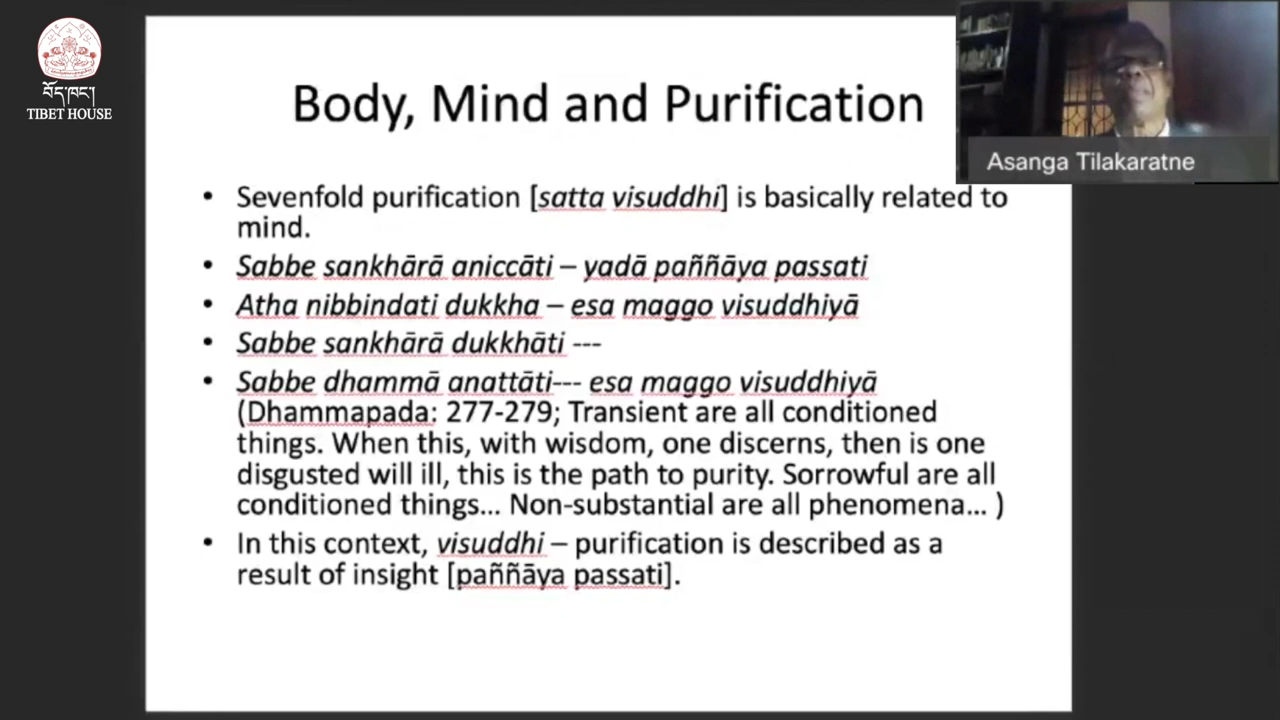 བོད་ཁང།
TIBET HOUSE
Body, Mind and Purification
Asanga Tilakaratne
• Sevenfold purification [satta visuddhi] is basically related to
mind.
• Sabbe sankhārā aniccāti – yadā paññāya passati
• Atha nibbindati dukkha – esa maggo visuddhiyā
• Sabbe sankhārā dukkhāti ---
• Sabbe dhammā anattāti--- esa maggo visuddhiyā
(Dhammapada: 277-279; Transient are all conditioned
things. When this, with wisdom, one discerns, then is one
disgusted will ill, this is the path to purity. Sorrowful are all
conditioned things... Non-substantial are all phenomena... )
• In this context, visuddhi – purification is described as a
result of insight [paññāya passati].